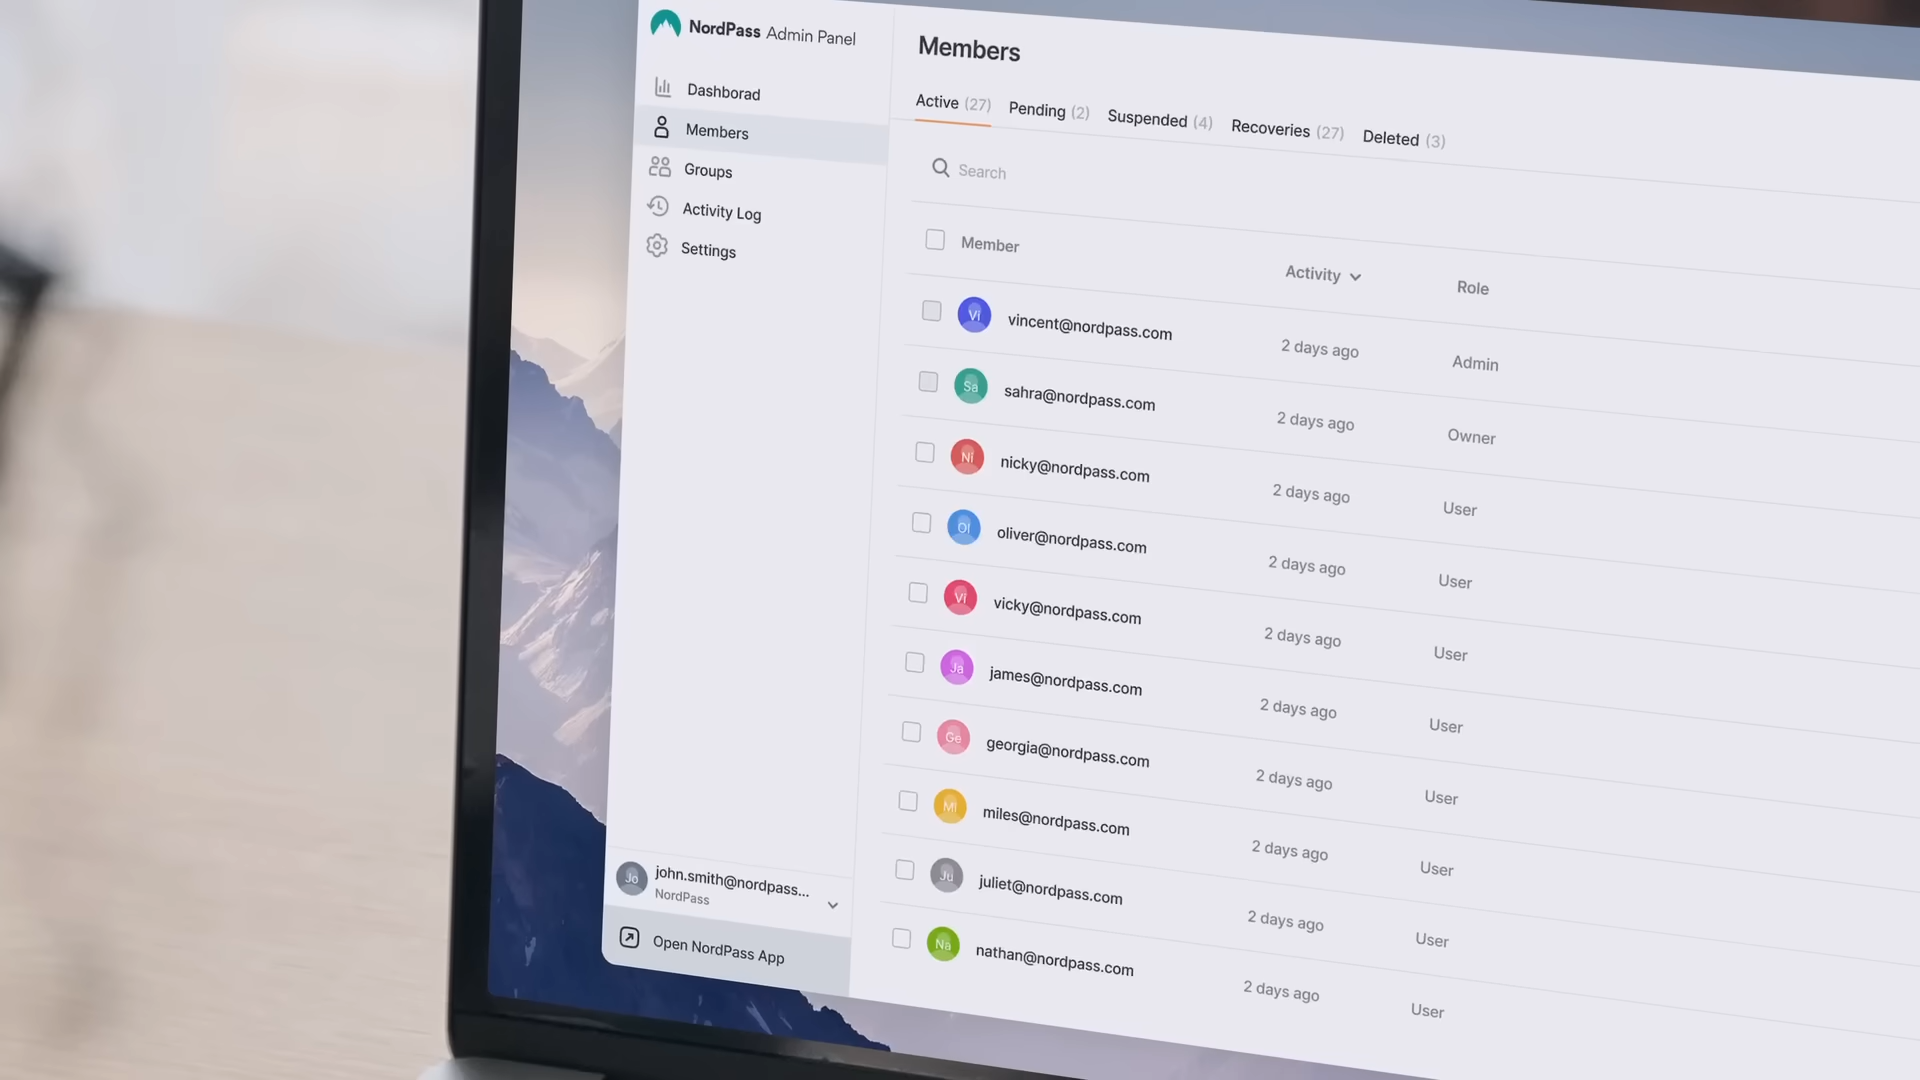 NordPass Admin Panel
Dashborad
Members
Groups
Activity Log
Settings
john.smith@nordpass...
Jo
NordPass
Open NordPass App
Members
Active (27) Pending (2) Suspended (4) Recoveries (27) Deleted (3)
Search
Member Activity Role
Vi vincent@nordpass.com 2 days ago Admin
Sa sahra@nordpass.com 2 days ago Owner
Ni nicky@nordpass.com 2 days ago User
Ol oliver@nordpass.com 2 days ago User
Vi vicky@nordpass.com 2 days ago User
Ja james@nordpass.com 2 days ago User
Ge georgia@nordpass.com 2 days ago User
Mi miles@nordpass.com 2 days ago User
Ju juliet@nordpass.com 2 days ago User
Na nathan@nordpass.com 2 days ago User